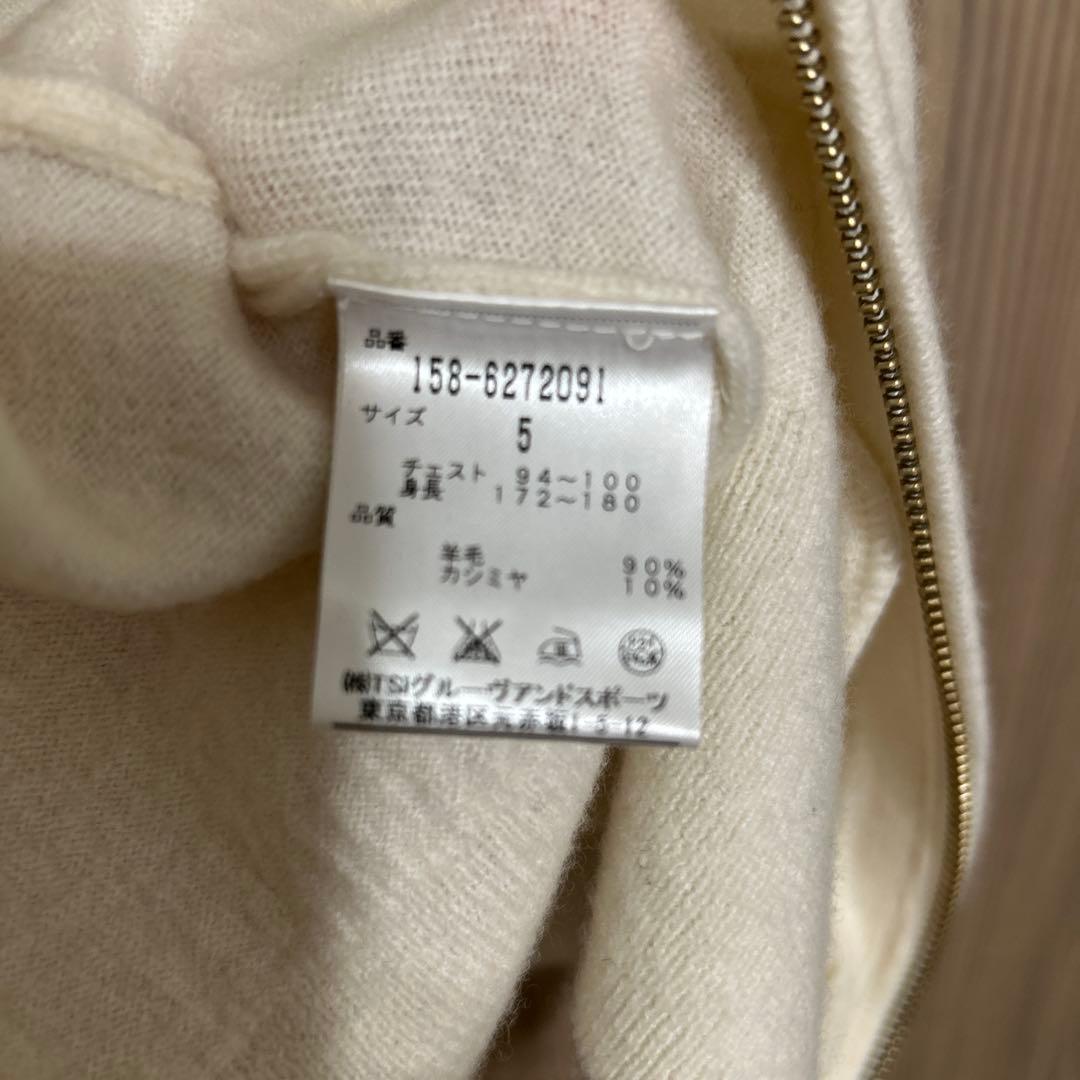 品番
158-6272091
サイズ
5
チェスト 94～100
身長 172～180
品質
羊毛 90%
カシミヤ 10%
㈱TSIグルーヴアンドスポーツ
東京都港区元赤坂1-5-12